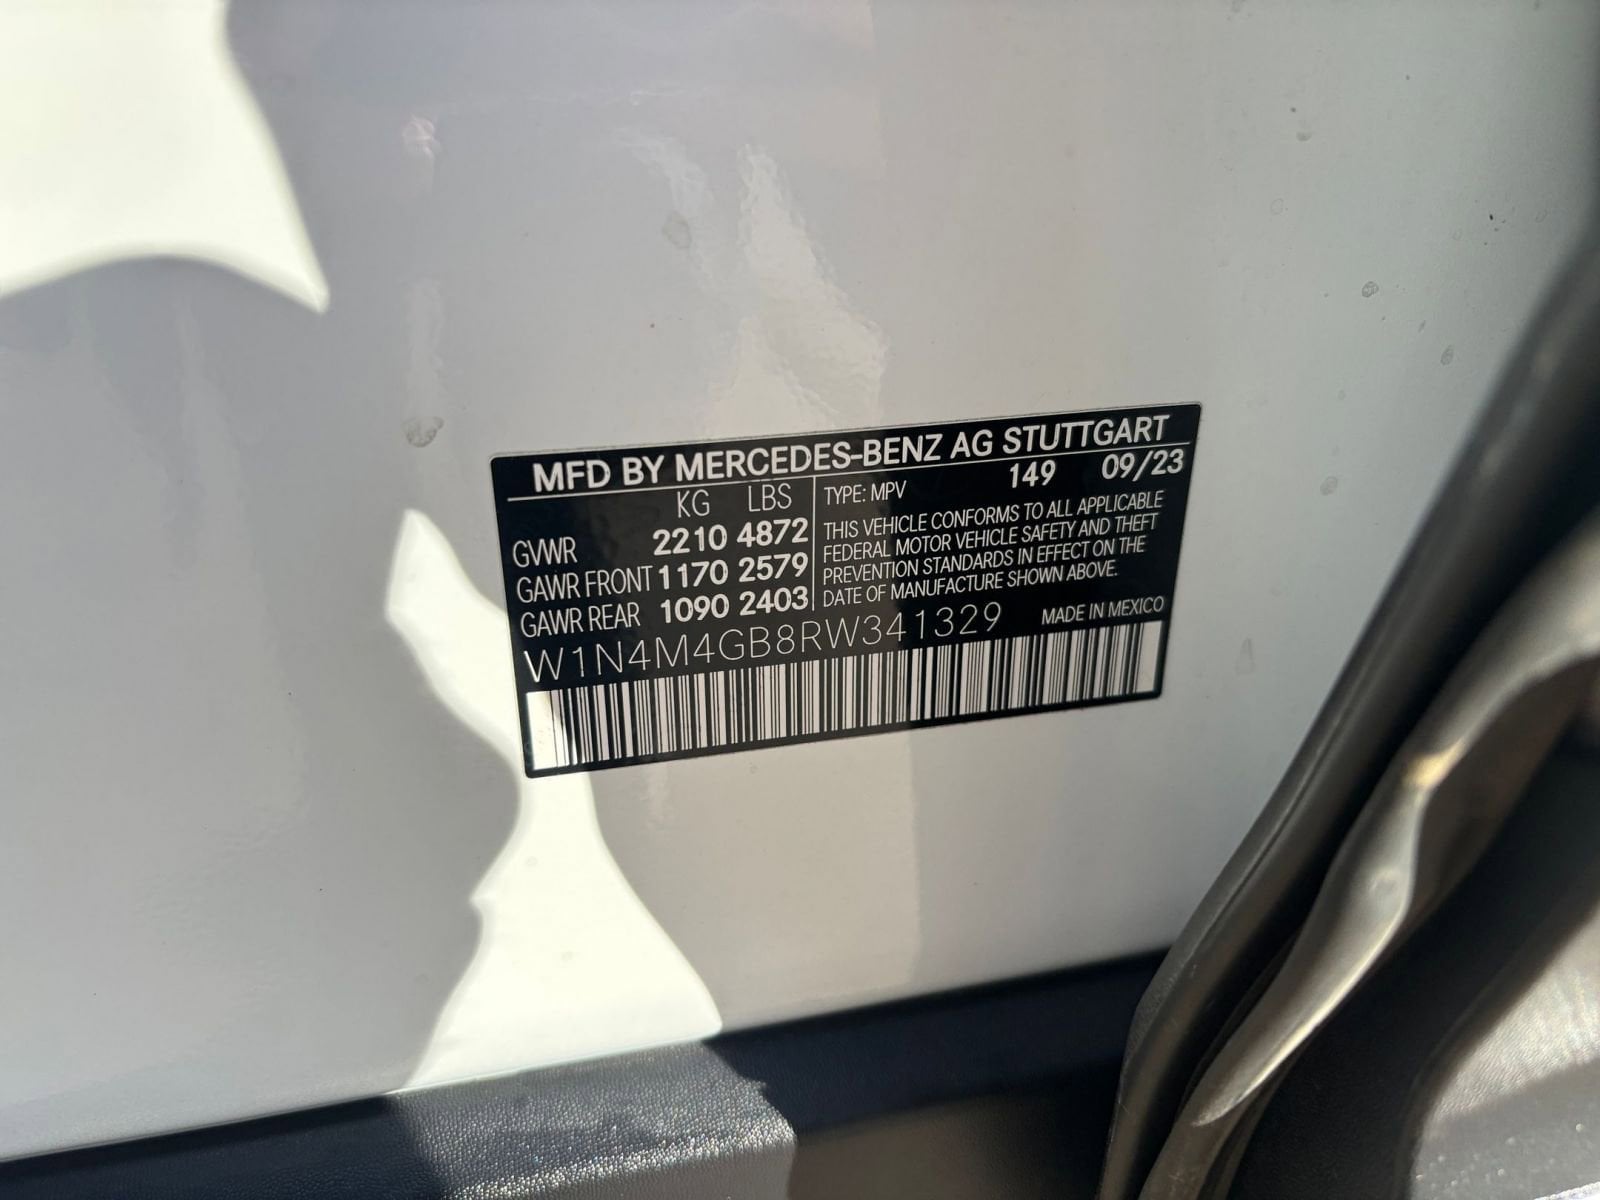 MFD BY MERCEDES-BENZ AG STUTTGART
149 09/23
KG LBS
GVWR 2210 4872
GAWR FRONT 1170 2579
GAWR REAR 1090 2403
TYPE: MPV
THIS VEHICLE CONFORMS TO ALL APPLICABLE
FEDERAL MOTOR VEHICLE SAFETY AND THEFT
PREVENTION STANDARDS IN EFFECT ON THE
DATE OF MANUFACTURE SHOWN ABOVE.
W1N4M4GB8RW341329
MADE IN MEXICO